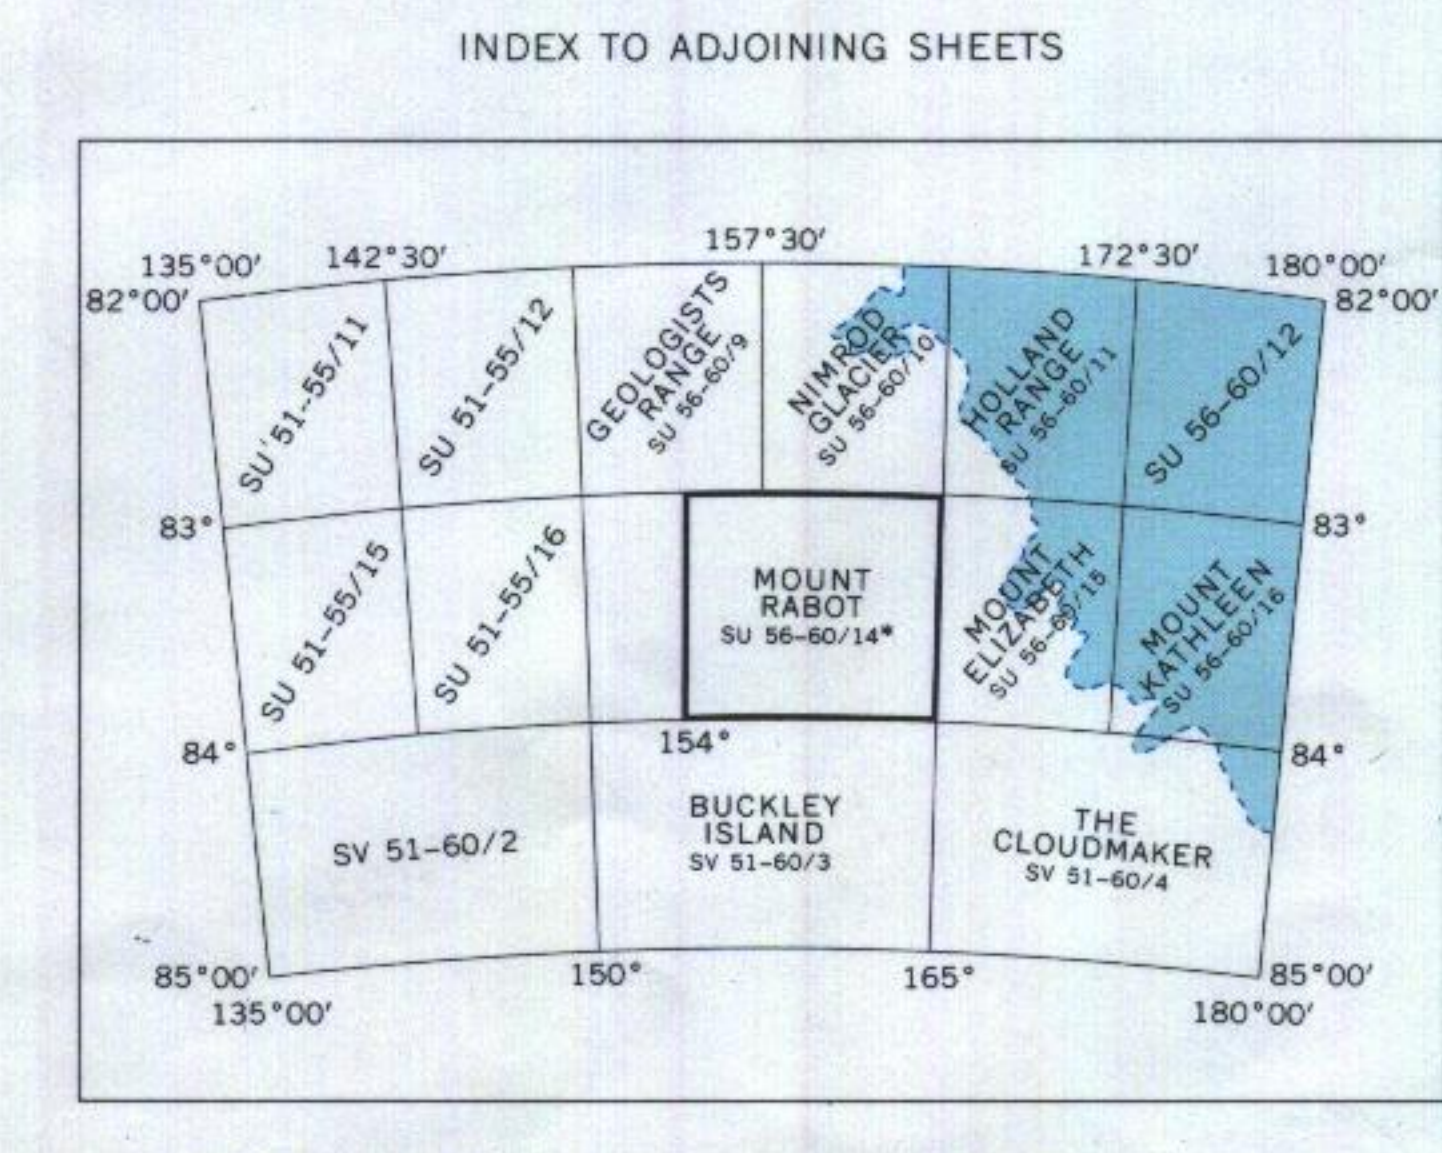 INDEX TO ADJOINING SHEETS
157°30′
135°00′
142°30′
172°30′
180°00′
82°00′
82°00′
SU 51-55/11
SU 51-55/12
GEOLOGISTS
RANGE
SU 56-60/9
NIMROD
GLACIER
SU 56-60/10
HOLLAND
RANGE
SU 56-60/11
SU 56-60/12
83°
83°
SU 51-55/15
SU 51-55/16
MOUNT
RABOT
SU 56-60/14*
MOUNT
ELIZABETH
SU 56-60/15
MOUNT
KATHLEEN
SU 56-60/16
84°
154°
84°
SV 51-60/2
BUCKLEY
ISLAND
SV 51-60/3
THE
CLOUDMAKER
SV 51-60/4
85°00′
150°
165°
85°00′
135°00′
180°00′